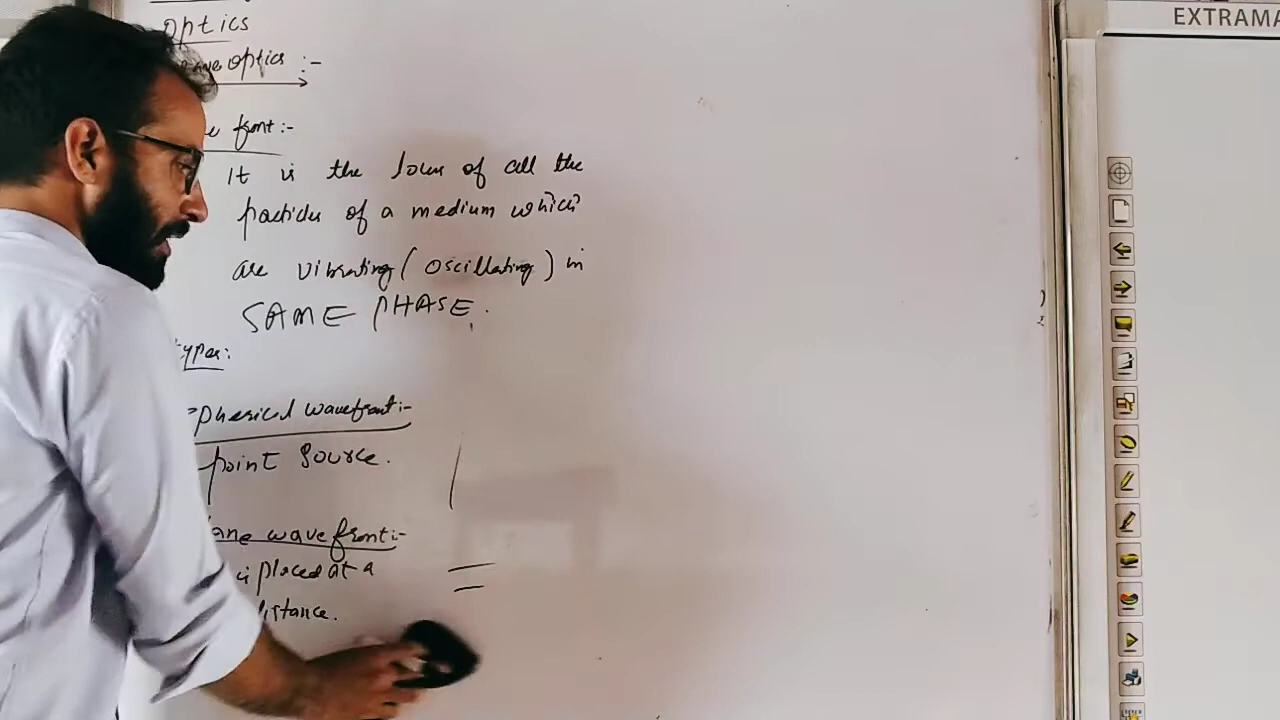 optics
optics :-
front:-
It is the locus of all the
particles of a medium which
are vibrating (oscillating) in
SAME PHASE.
types:
spherical wavefront:-
point source.
wavefront:-
is placed at a
distance.
EXTRAMA